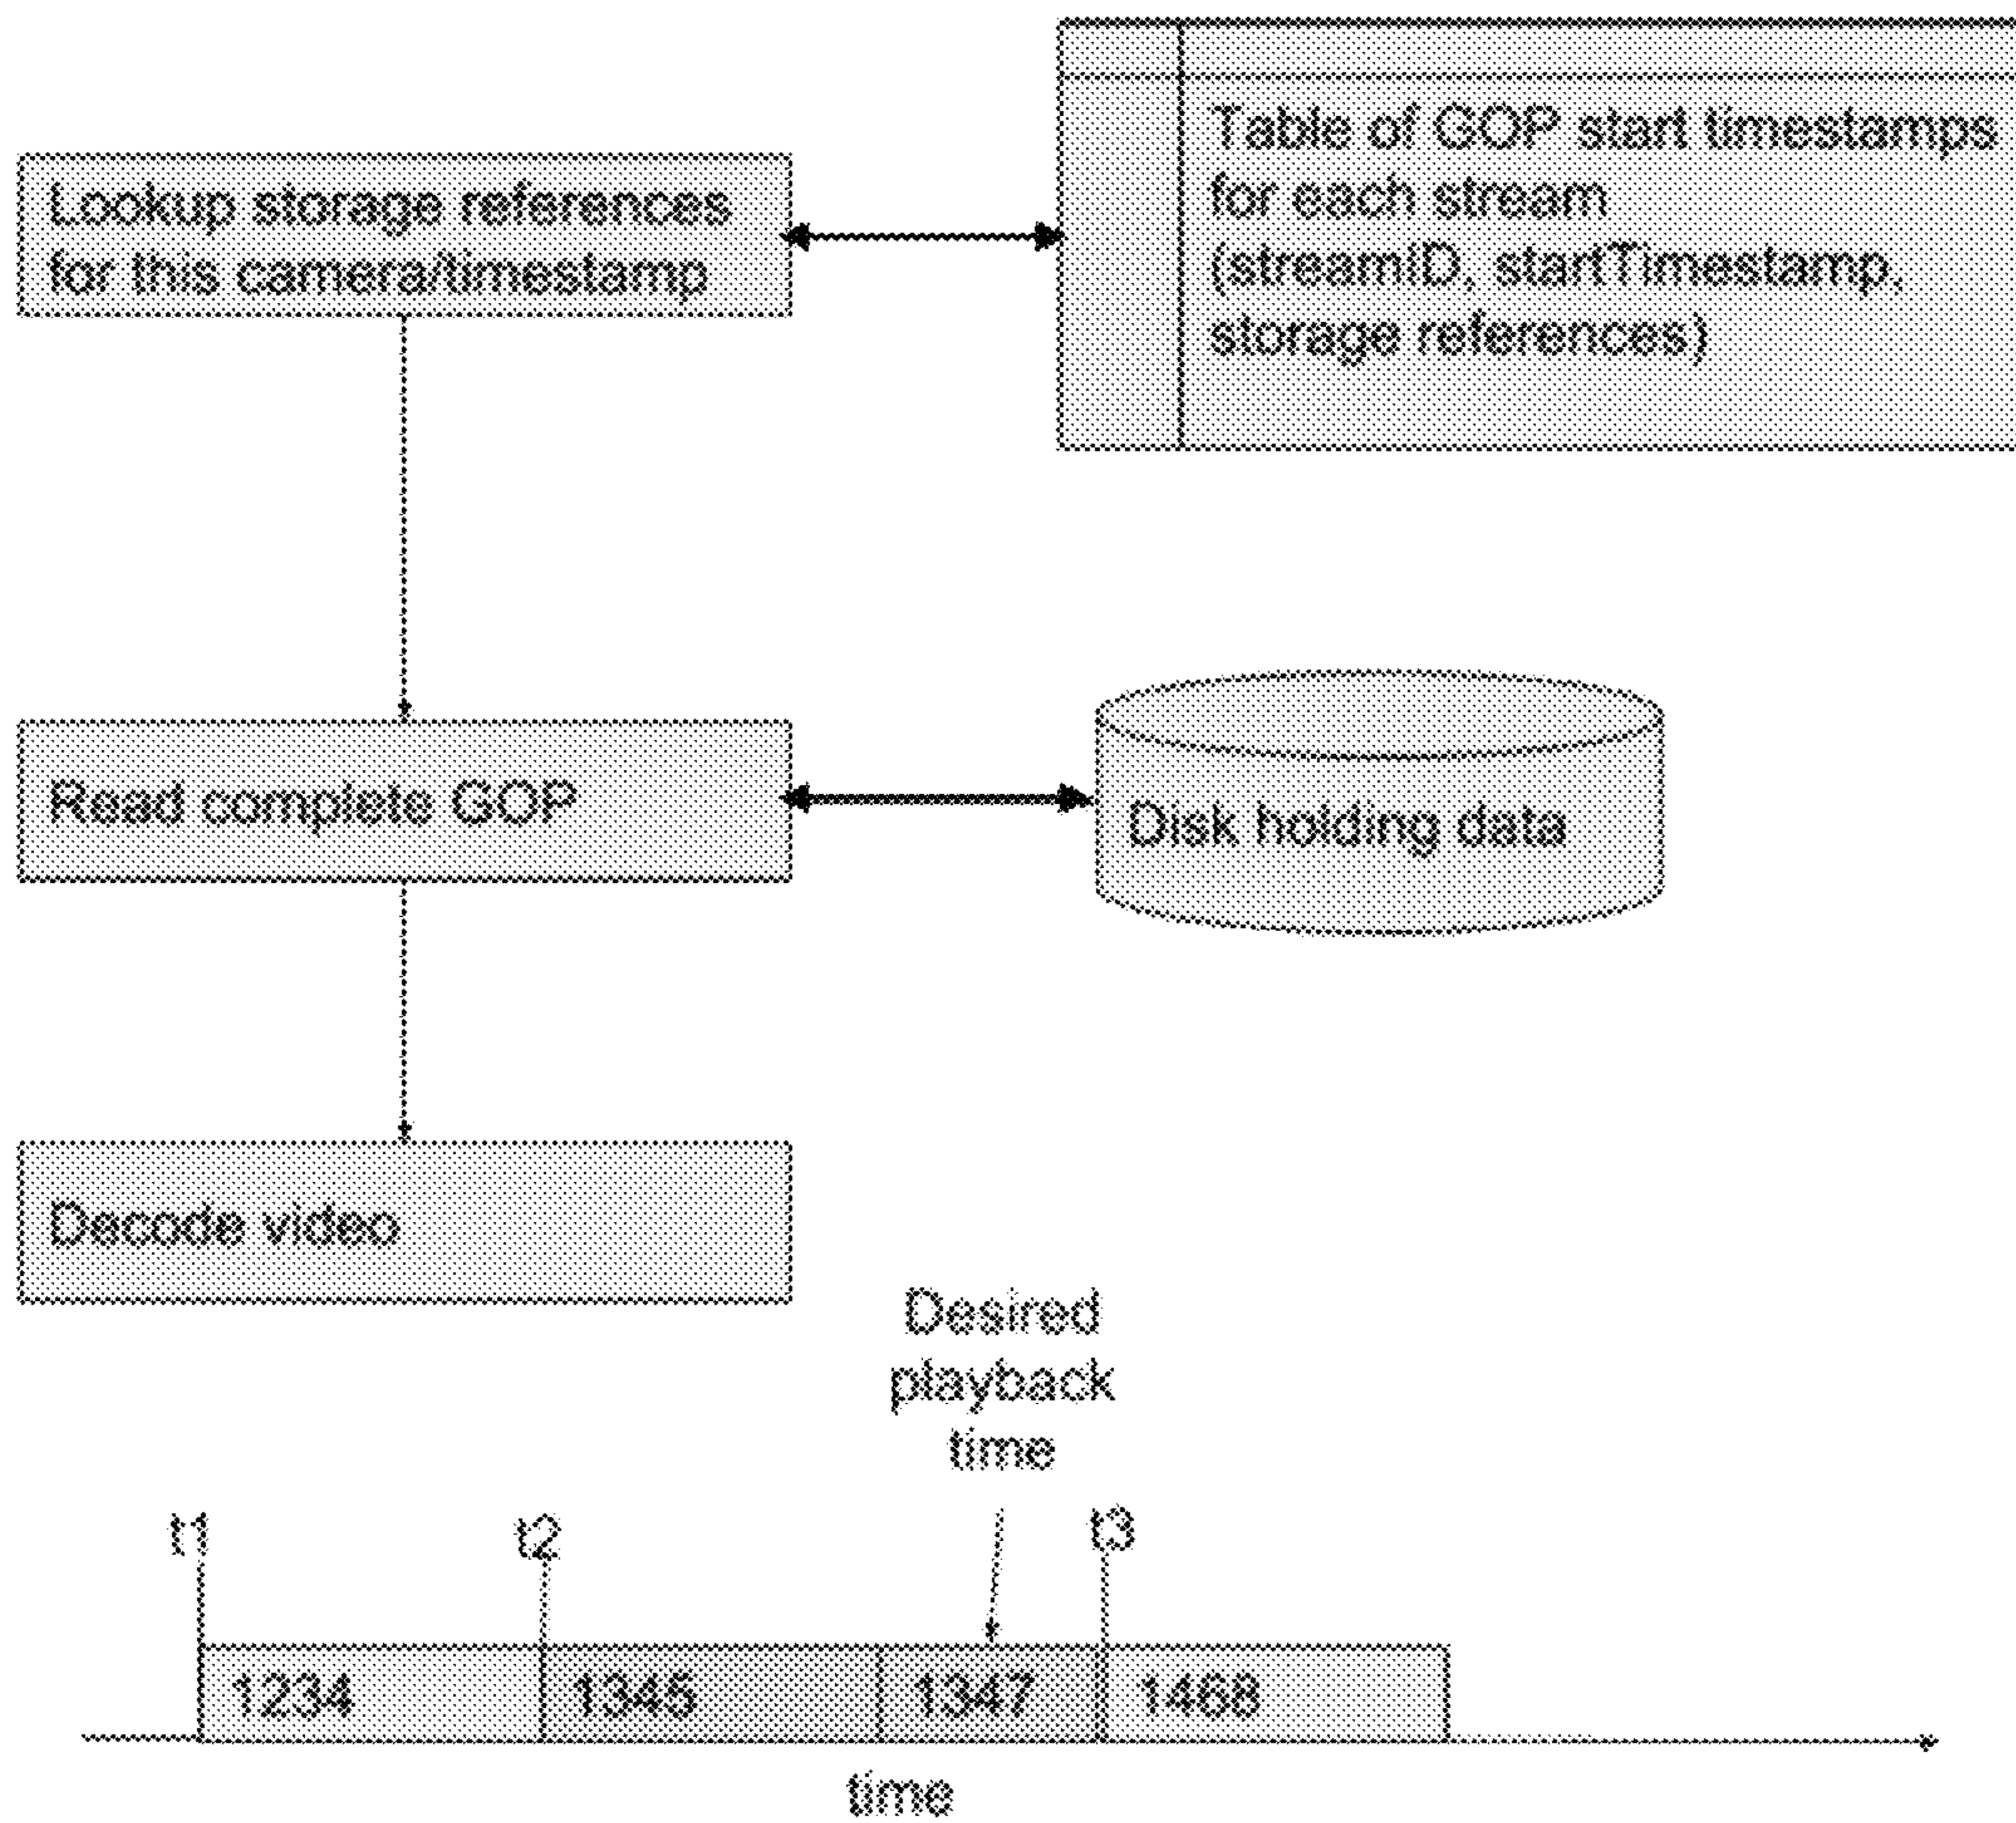 Table of GOP start timestamps
for each stream
(streamID, startTimestamp,
storage references)
Lookup storage references
for this camera/timestamp
Read complete GOP
Disk holding data
Decode video
Desired
playback
time
t1
t2
t3
1234
1345
1347
1468
time